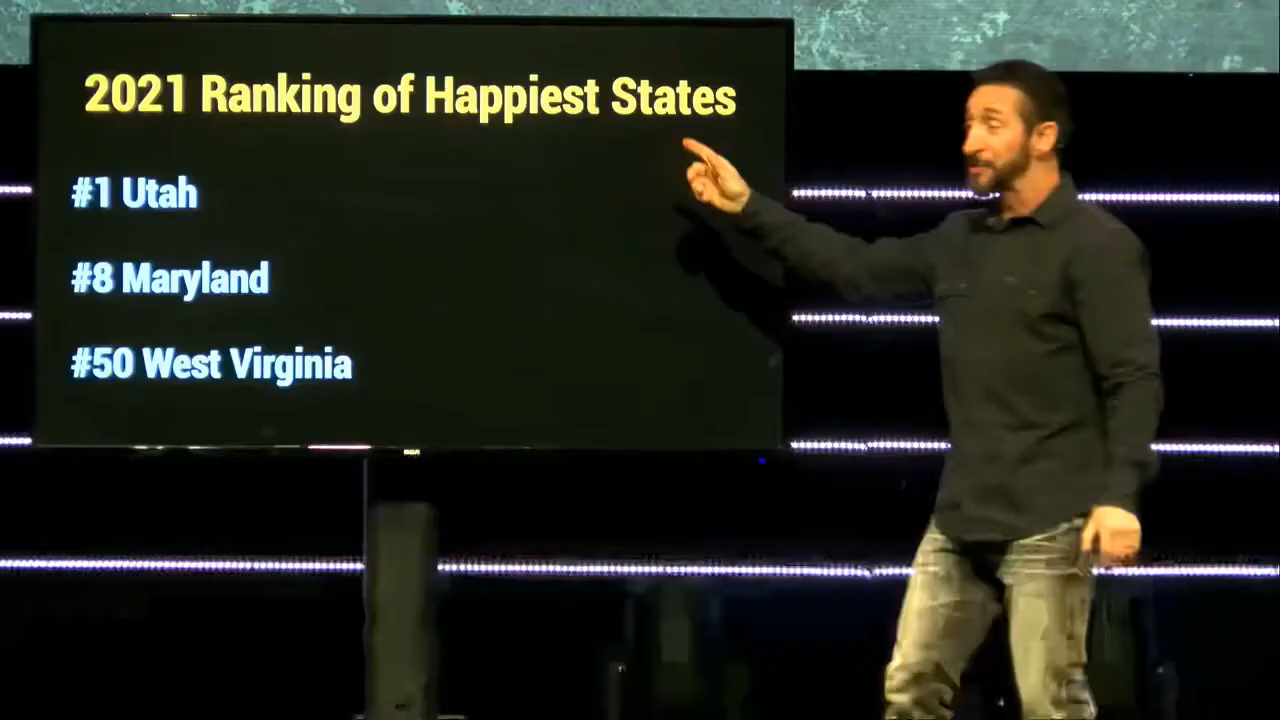 2021 Ranking of Happiest States
#1 Utah
#8 Maryland
#50 West Virginia